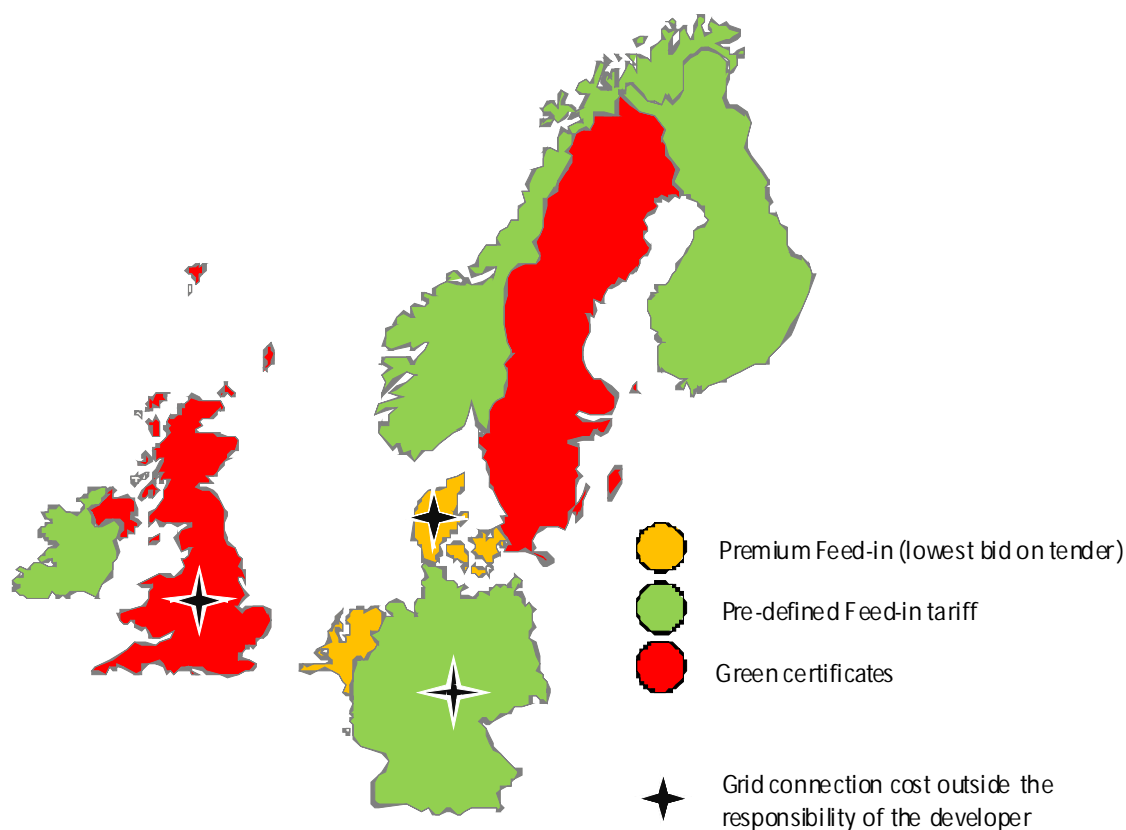 Premium Feed-in (lowest bid on tender)
Pre-defined Feed-in tariff
Green certificates
Grid connection cost outside the
responsibility of the developer